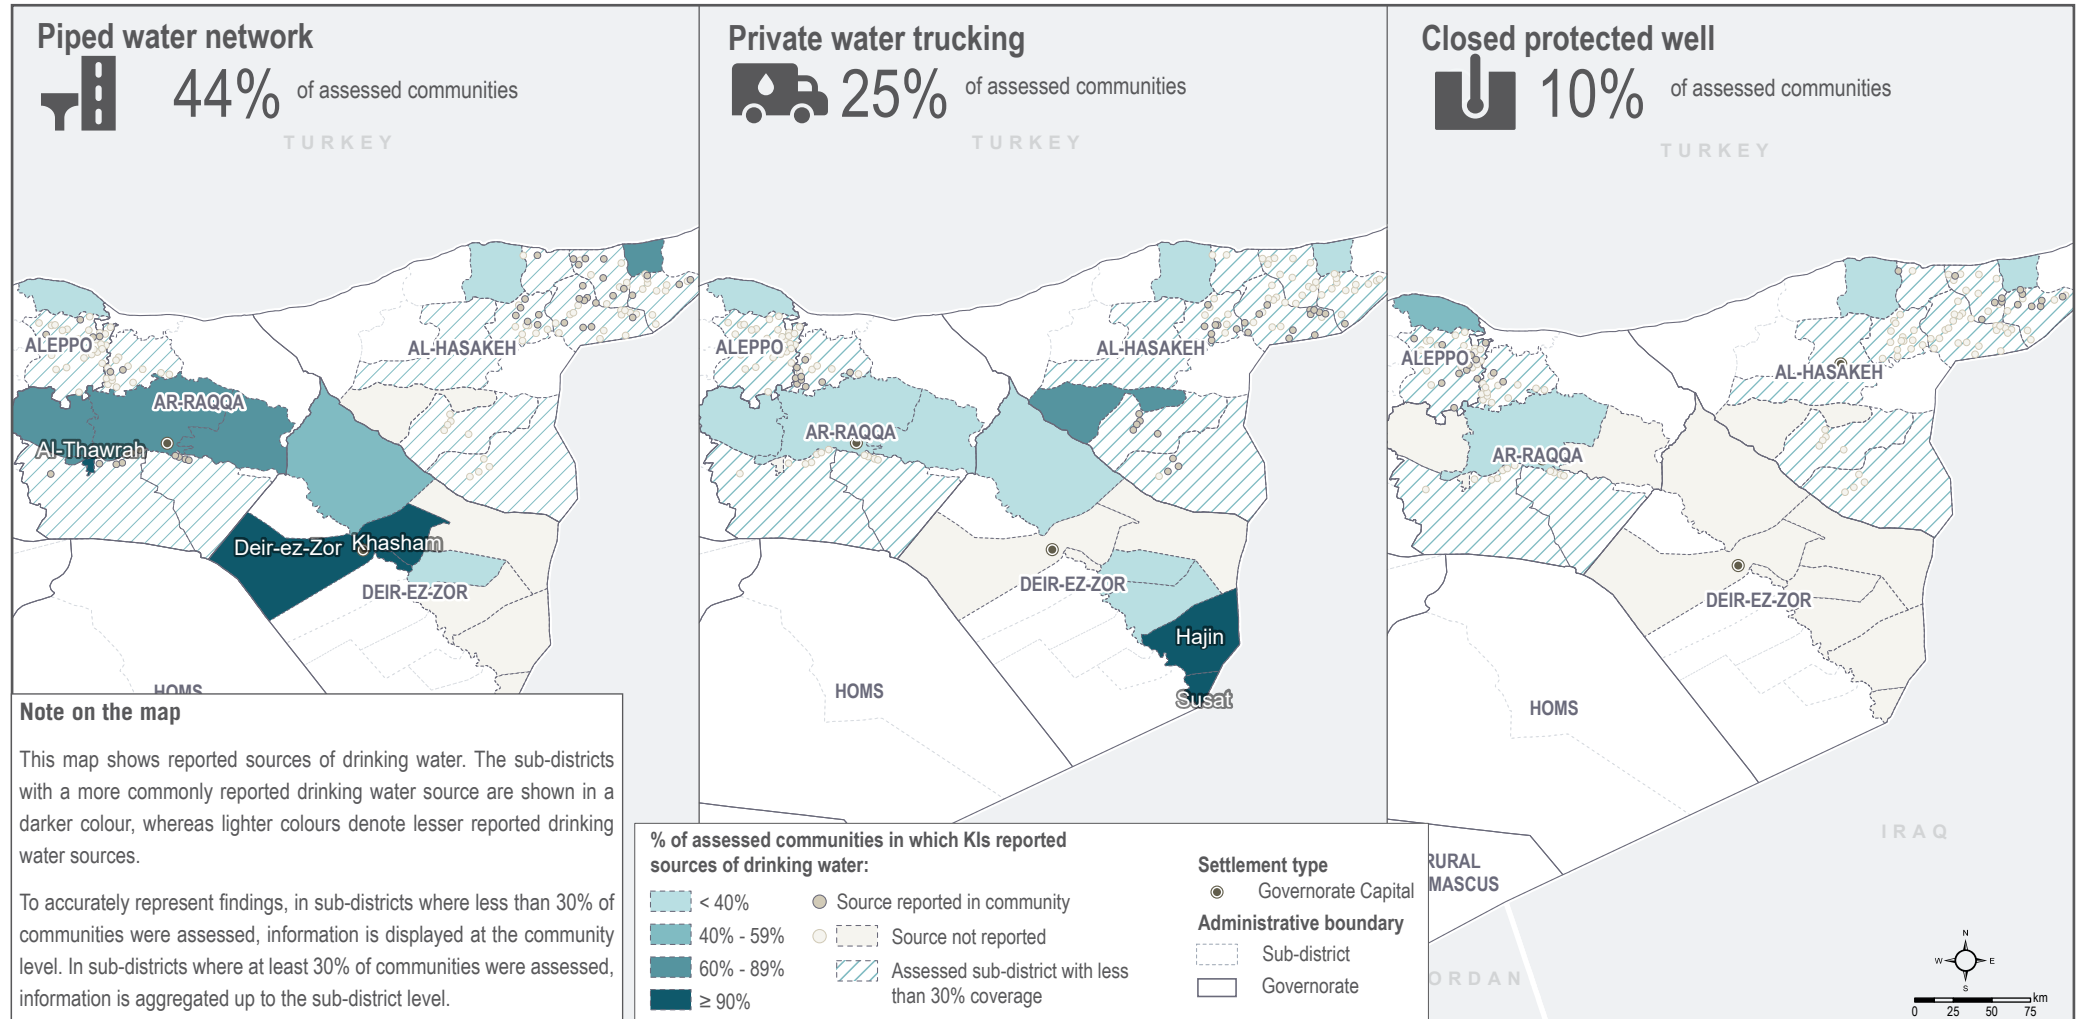 Piped water network
44% of assessed communities
TURKEY
ALEPPO
AL-HASAKEH
AR-RAQQA
Al-Thawrah
Deir-ez-Zor
Khasham
DEIR-EZ-ZOR
HOMS
Private water trucking
25% of assessed communities
TURKEY
ALEPPO
AL-HASAKEH
AR-RAQQA
DEIR-EZ-ZOR
Hajin
Susat
HOMS
Closed protected well
10% of assessed communities
TURKEY
ALEPPO
AL-HASAKEH
AR-RAQQA
DEIR-EZ-ZOR
HOMS
IRAQ
RURAL
MASCUS
ORDAN
Note on the map
This map shows reported sources of drinking water. The sub-districts
with a more commonly reported drinking water source are shown in a
darker colour, whereas lighter colours denote lesser reported drinking
water sources.
To accurately represent findings, in sub-districts where less than 30% of
communities were assessed, information is displayed at the community
level. In sub-districts where at least 30% of communities were assessed,
information is aggregated up to the sub-district level.
% of assessed communities in which KIs reported
sources of drinking water:
< 40%
40% - 59%
60% - 89%
≥ 90%
Source reported in community
Source not reported
Assessed sub-district with less
than 30% coverage
Settlement type
Governorate Capital
Administrative boundary
Sub-district
Governorate
N
W E
S
km
0 25 50 75